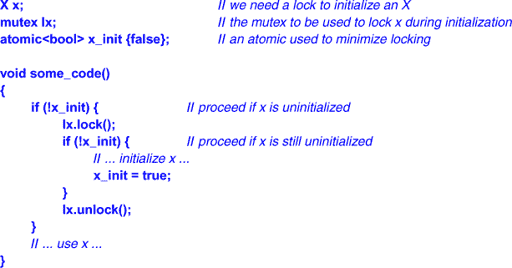 X x; // we need a lock to initialize an X
mutex lx; // the mutex to be used to lock x during initialization
atomic<bool> x_init {false}; // an atomic used to minimize locking
void some_code()
{
if (!x_init) { // proceed if x is uninitialized
lx.lock();
if (!x_init) { // proceed if x is still uninitialized
// ... initialize x ...
x_init = true;
}
lx.unlock();
}
// ... use x ...
}